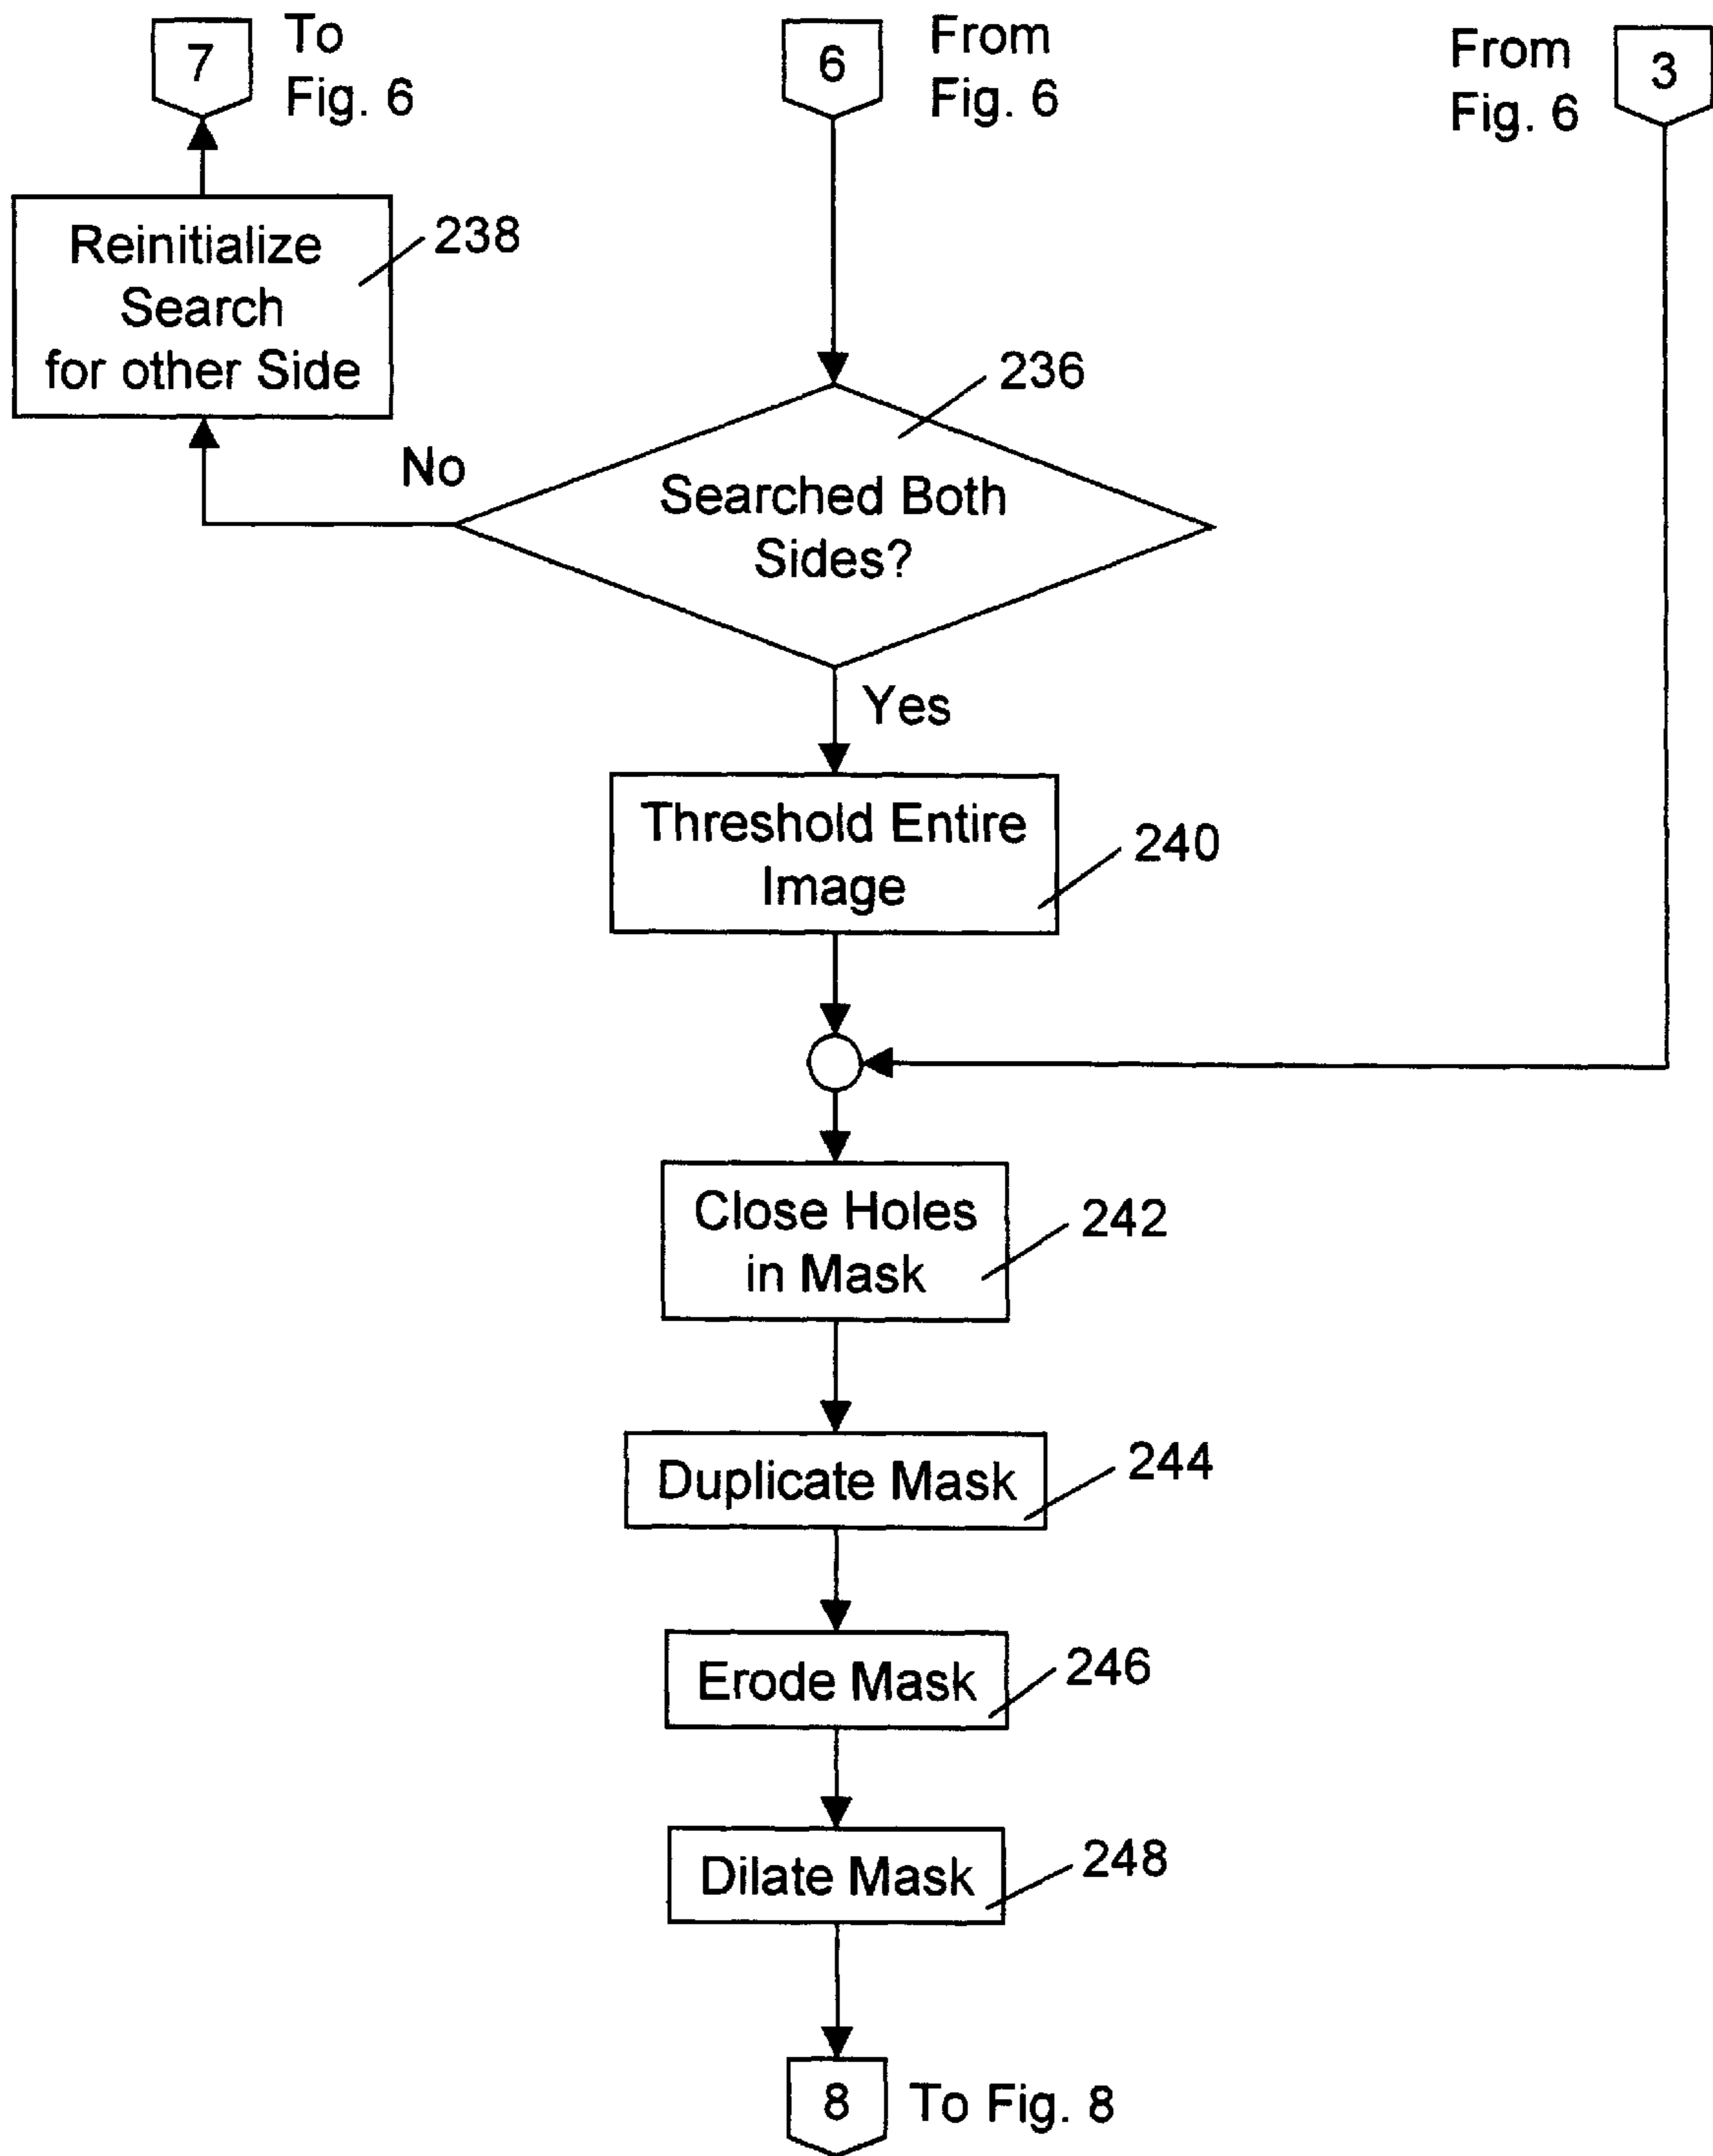 7
To
Fig. 6
6
From
Fig. 6
From
Fig. 6
3
Reinitialize
Search
for other Side
238
236
No
Searched Both
Sides?
Yes
Threshold Entire
Image
240
Close Holes
in Mask
242
Duplicate Mask
244
Erode Mask
246
Dilate Mask
248
8
To Fig. 8